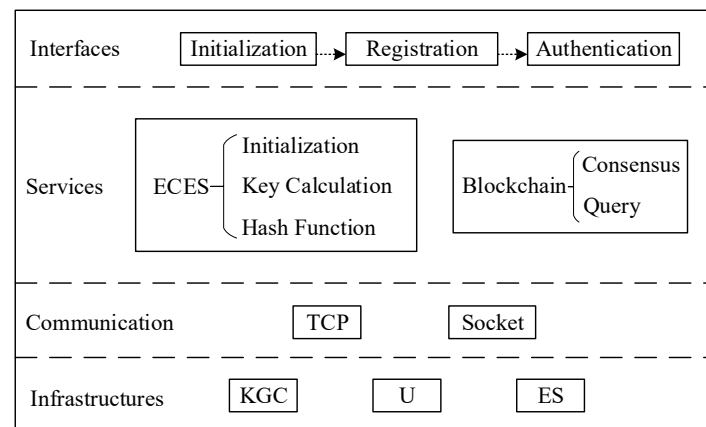 Interfaces Initialization Registration Authentication
Initialization
Services ECES Key Calculation
Hash Function
Blockchain Consensus
Query
Communication TCP Socket
Infrastructures KGC U ES